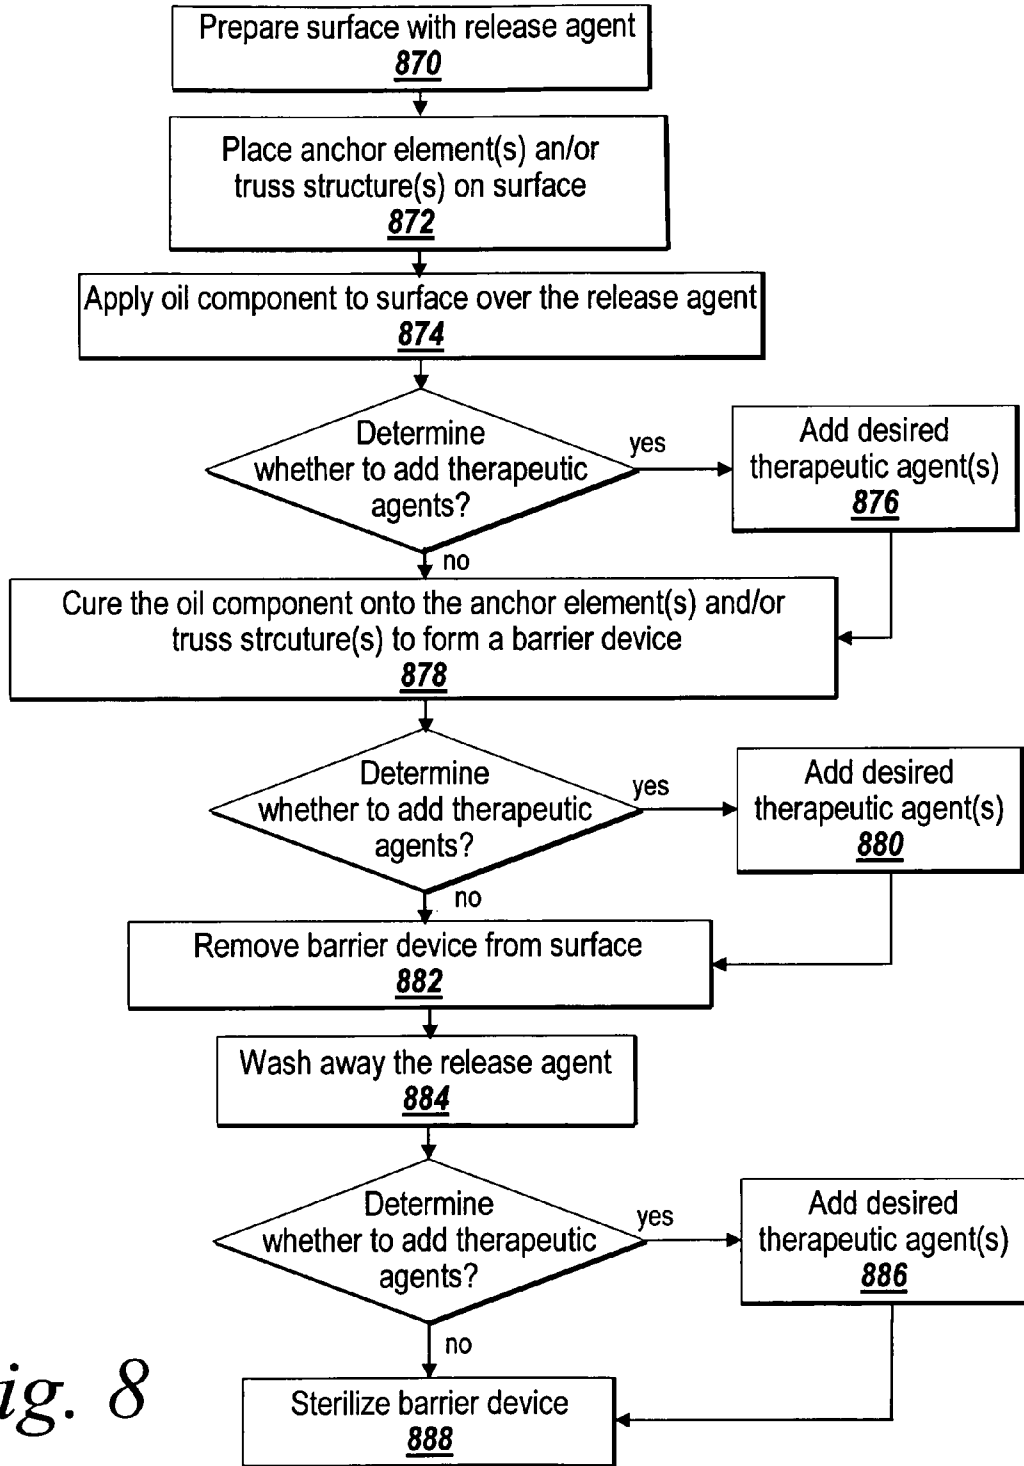 Prepare surface with release agent
870
Place anchor element(s) an/or
truss structure(s) on surface
872
Apply oil component to surface over the release agent
874
Determine
whether to add therapeutic
agents?
yes
Add desired
therapeutic agent(s)
876
no
Cure the oil component onto the anchor element(s) and/or
truss strcuture(s) to form a barrier device
878
Determine
whether to add therapeutic
agents?
yes
Add desired
therapeutic agent(s)
880
no
Remove barrier device from surface
882
Wash away the release agent
884
Determine
whether to add therapeutic
agents?
yes
Add desired
therapeutic agent(s)
886
no
Sterilize barrier device
888
ig. 8